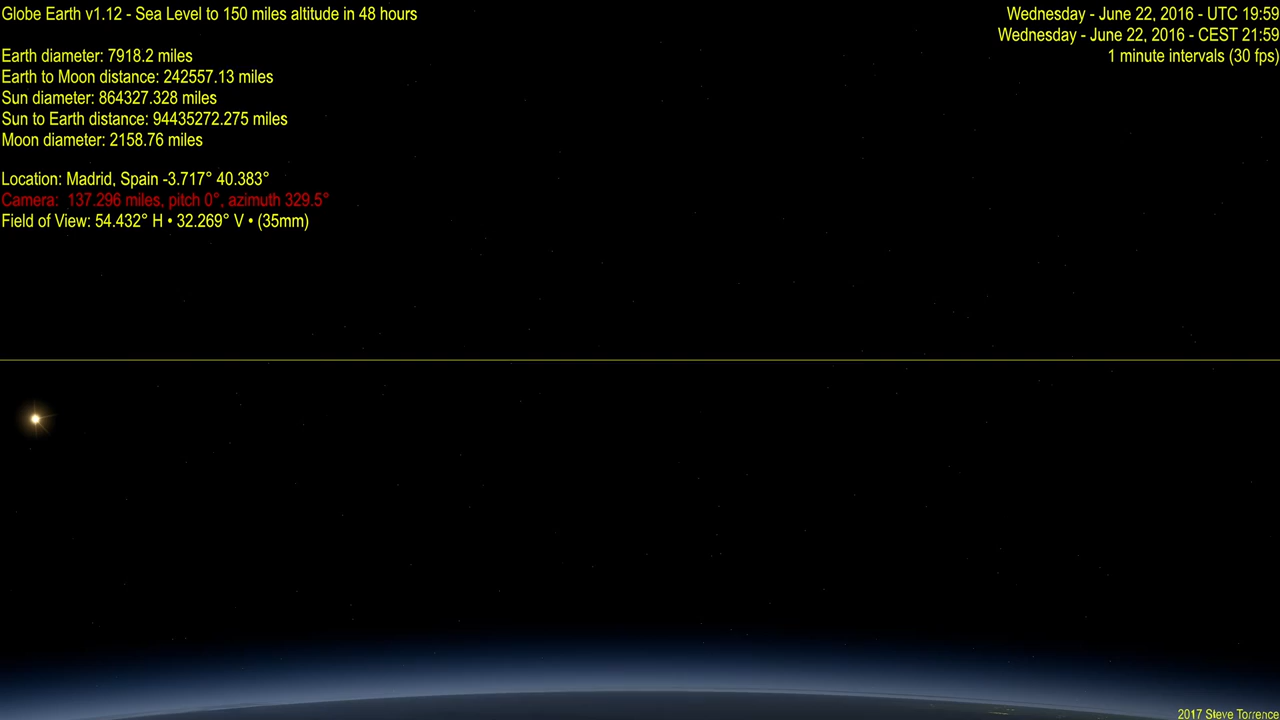 Globe Earth v1.12 - Sea Level to 150 miles altitude in 48 hours
Wednesday - June 22, 2016 - UTC 19:59
Wednesday - June 22, 2016 - CEST 21:59
1 minute intervals (30 fps)
Earth diameter: 7918.2 miles
Earth to Moon distance: 242557.13 miles
Sun diameter: 864327.328 miles
Sun to Earth distance: 94435272.275 miles
Moon diameter: 2158.76 miles
Location: Madrid, Spain -3.717° 40.383°
Camera: 137.296 miles, pitch 0°, azimuth 329.5°
Field of View: 54.432° H • 32.269° V • (35mm)
2017 Steve Torrence